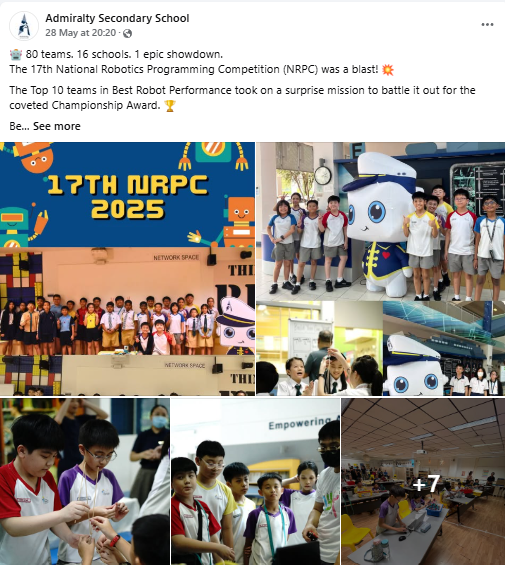 Admiralty Secondary School
28 May at 20:20 ·
🤖 80 teams. 16 schools. 1 epic showdown.
The 17th National Robotics Programming Competition (NRPC) was a blast! 💥
The Top 10 teams in Best Robot Performance took on a surprise mission to battle it out for the
coveted Championship Award. 🏆
Be... See more
17TH NRPC
2025
NETWORK SPACE
THI
NETWORK SPACE
THI
Empowering
+7